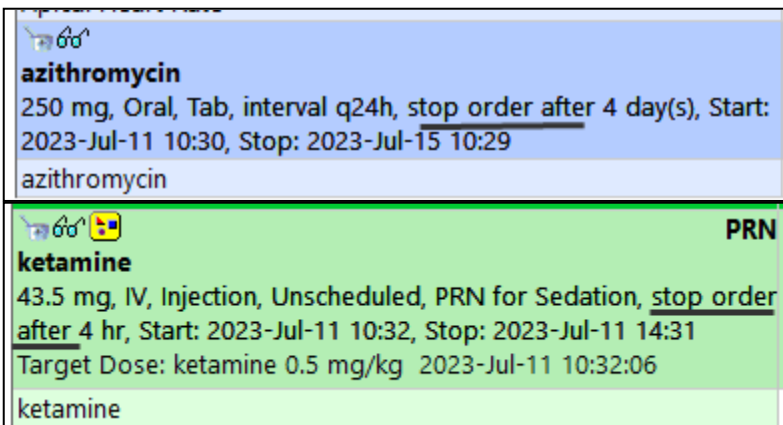 azithromycin
250 mg, Oral, Tab, interval q24h, stop order after 4 day(s), Start:
2023-Jul-11 10:30, Stop: 2023-Jul-15 10:29
azithromycin
PRN
ketamine
43.5 mg, IV, Injection, Unscheduled, PRN for Sedation, stop order
after 4 hr, Start: 2023-Jul-11 10:32, Stop: 2023-Jul-11 14:31
Target Dose: ketamine 0.5 mg/kg 2023-Jul-11 10:32:06
ketamine